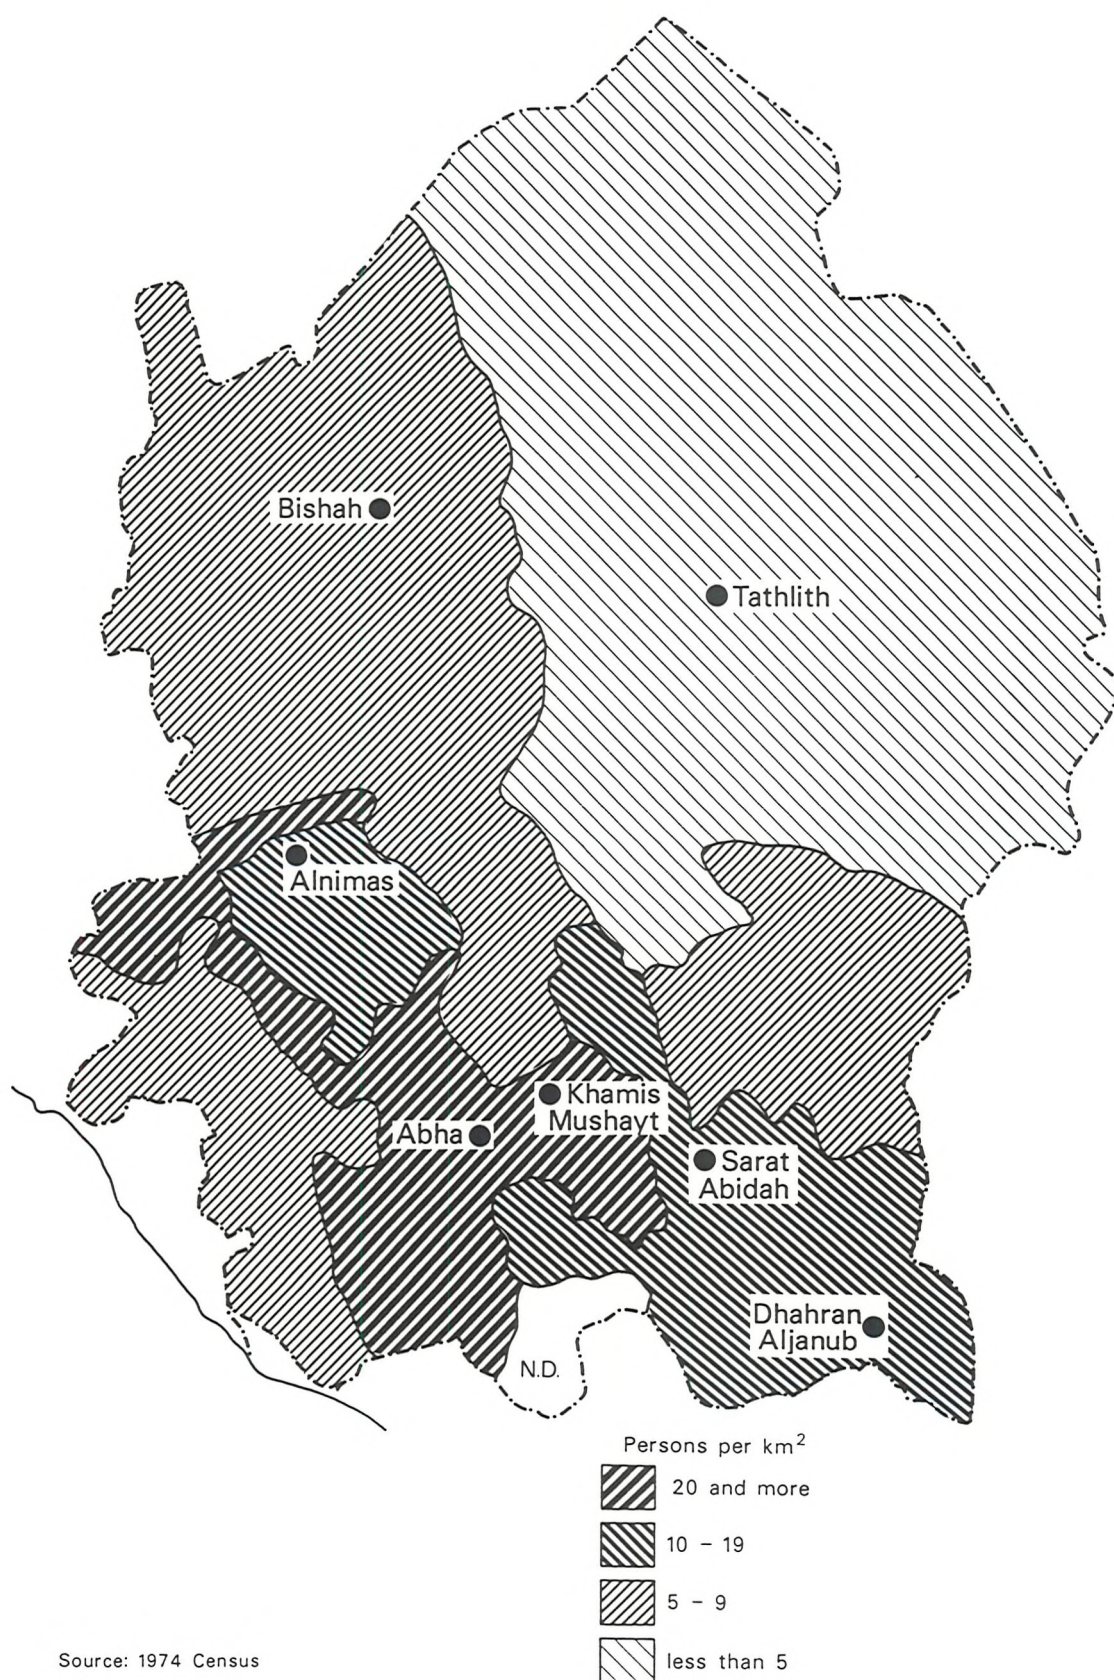 Bishah
Tathlith
Alnimas
Khamis
Mushayt
Abha
Sarat
Abidah
Dhahran
Aljanub
N.D.
Persons per km²
20 and more
10 – 19
5 – 9
less than 5
Source: 1974 Census